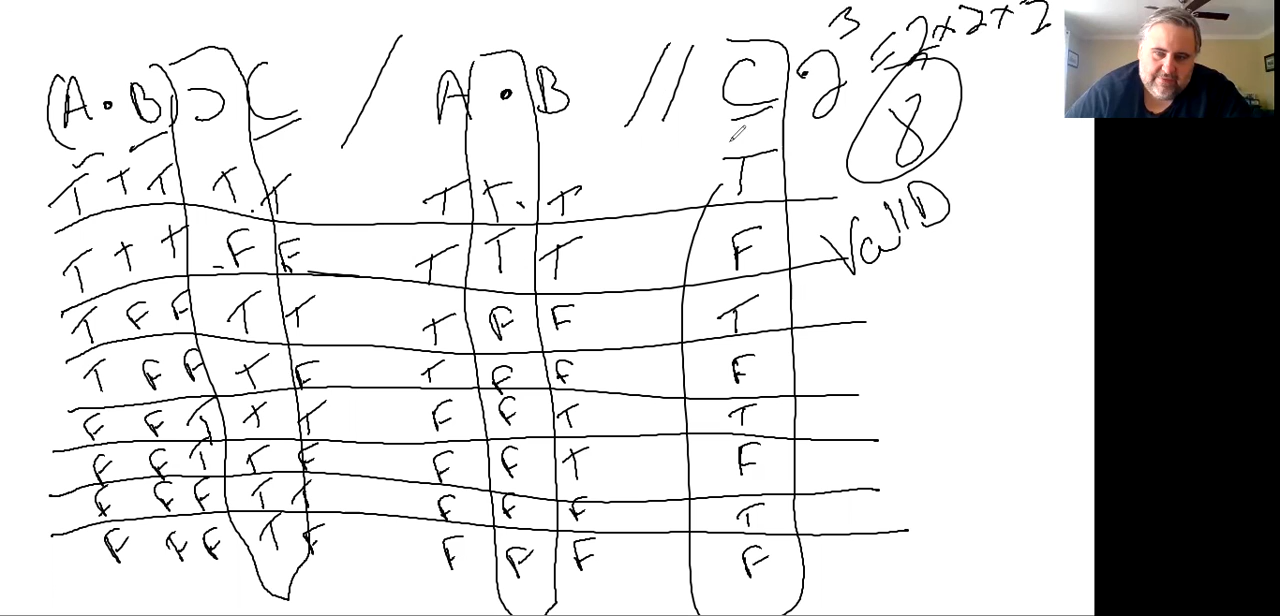 (A • B) ⊃ C / A • B // C 2³ = 2 × 2 × 2
8
T T T T T T T T T
T T T F F T T T F ValID
T F F T T T F F T
T F F T F T F F F
F F T T T F F T T
F F T T F F F T F
F F F T T F F F T
F F F T F F F F F